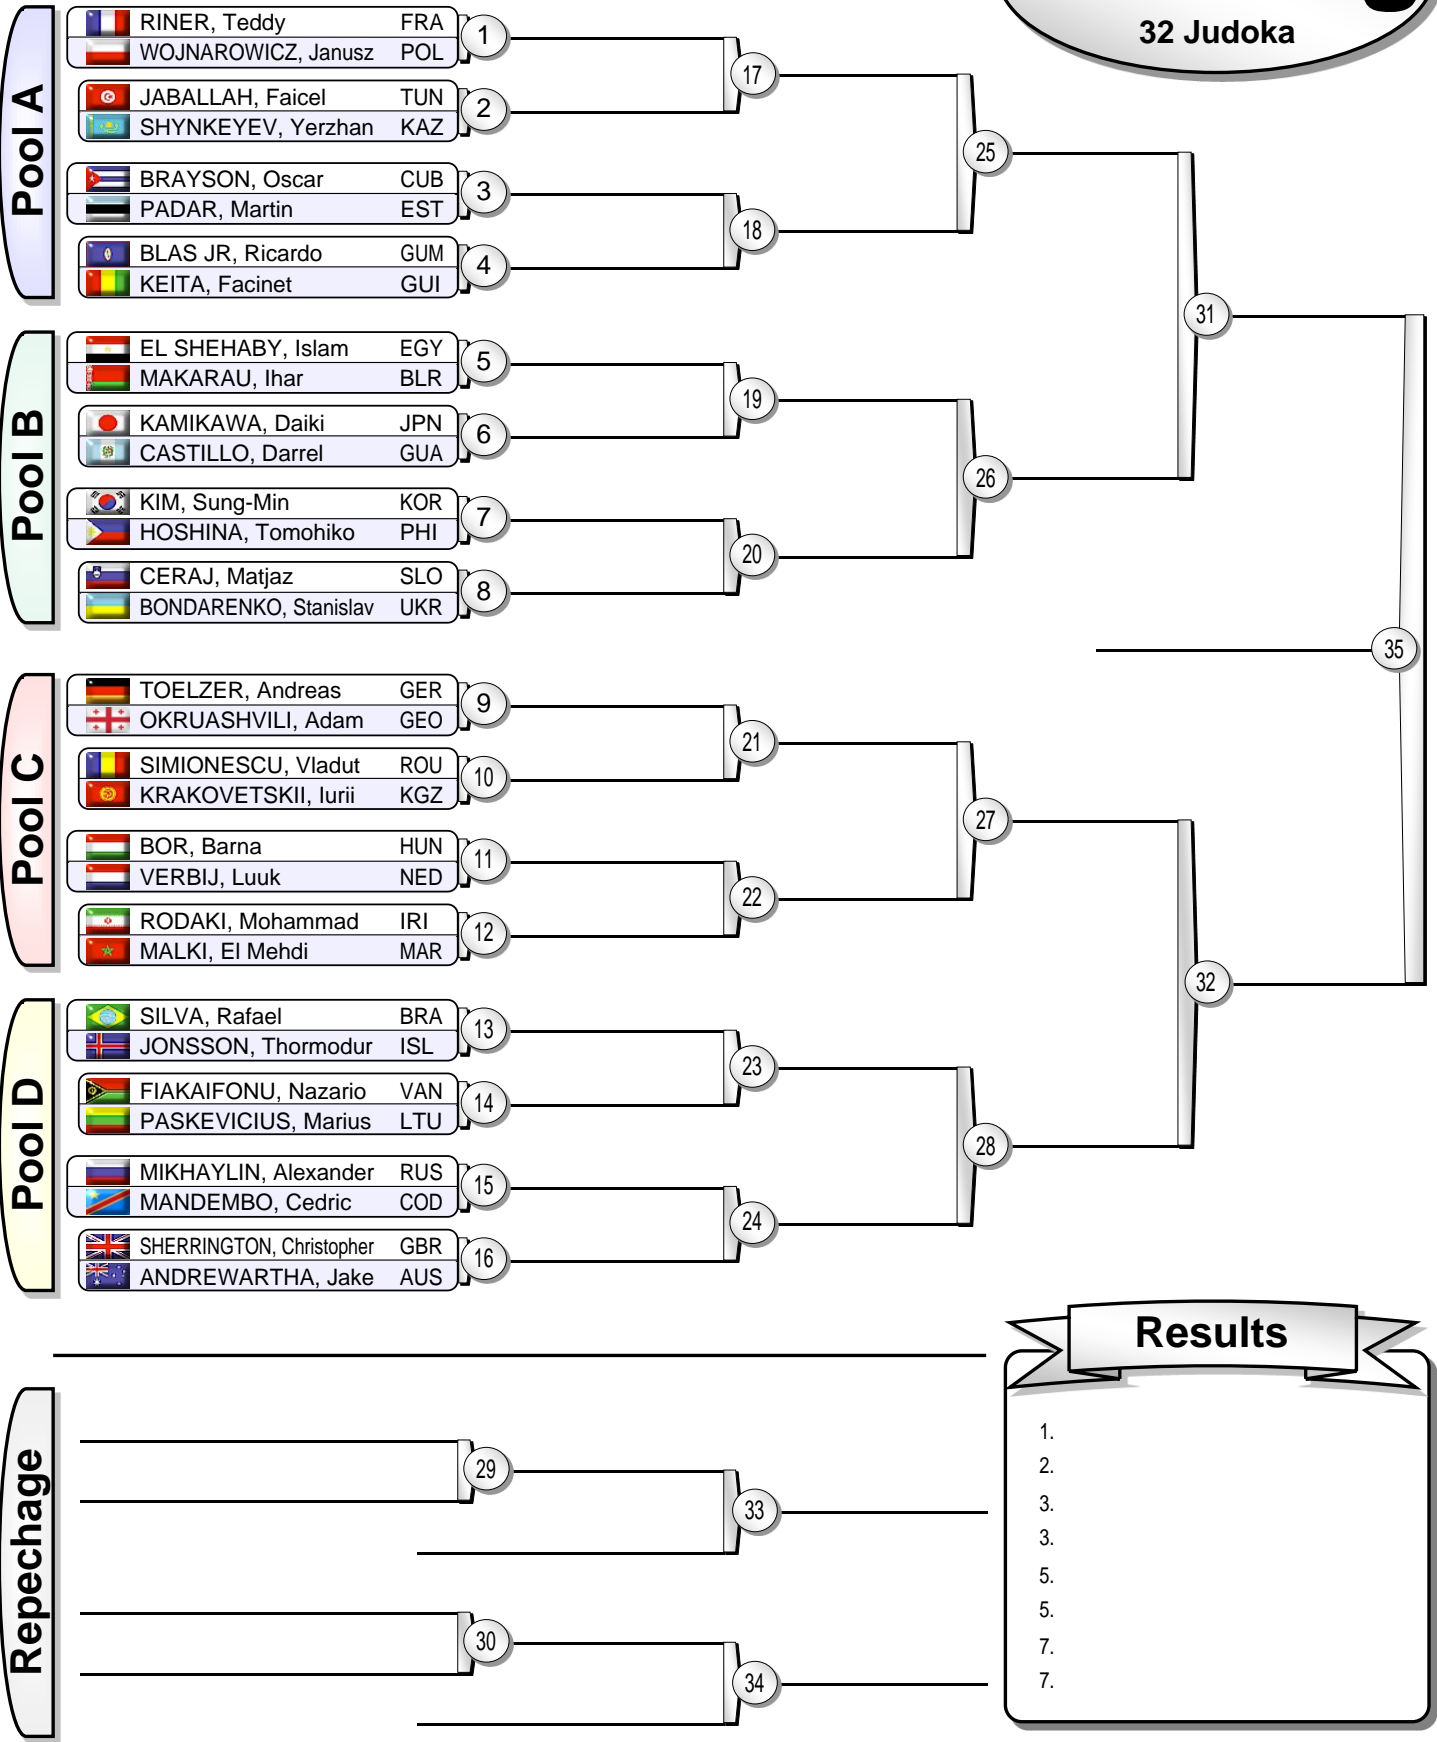 32 Judoka
Pool A
RINER, Teddy FRA
WOJNAROWICZ, Janusz POL
1
JABALLAH, Faicel TUN
SHYNKEYEV, Yerzhan KAZ
2
17
BRAYSON, Oscar CUB
PADAR, Martin EST
3
BLAS JR, Ricardo GUM
KEITA, Facinet GUI
4
18
25
Pool B
EL SHEHABY, Islam EGY
MAKARAU, Ihar BLR
5
KAMIKAWA, Daiki JPN
CASTILLO, Darrel GUA
6
19
KIM, Sung-Min KOR
HOSHINA, Tomohiko PHI
7
CERAJ, Matjaz SLO
BONDARENKO, Stanislav UKR
8
20
26
31
35
Pool C
TOELZER, Andreas GER
OKRUASHVILI, Adam GEO
9
SIMIONESCU, Vladut ROU
KRAKOVETSKII, Iurii KGZ
10
21
BOR, Barna HUN
VERBIJ, Luuk NED
11
RODAKI, Mohammad IRI
MALKI, El Mehdi MAR
12
22
27
Pool D
SILVA, Rafael BRA
JONSSON, Thormodur ISL
13
FIAKAIFONU, Nazario VAN
PASKEVICIUS, Marius LTU
14
23
MIKHAYLIN, Alexander RUS
MANDEMBO, Cedric COD
15
SHERRINGTON, Christopher GBR
ANDREWARTHA, Jake AUS
16
24
28
32
Repechage
29
33
30
34
Results
1.
2.
3.
3.
5.
5.
7.
7.